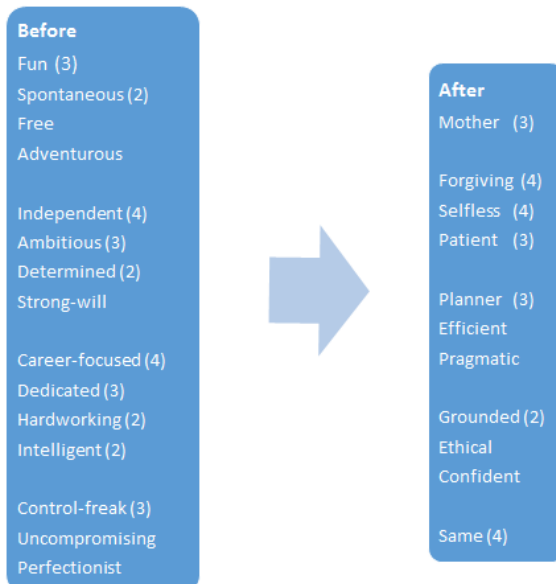 Before
Fun (3)
Spontaneous (2)
Free
Adventurous
Independent (4)
Ambitious (3)
Determined (2)
Strong-will
Career-focused (4)
Dedicated (3)
Hardworking (2)
Intelligent (2)
Control-freak (3)
Uncompromising
Perfectionist
After
Mother (3)
Forgiving (4)
Selfless (4)
Patient (3)
Planner (3)
Efficient
Pragmatic
Grounded (2)
Ethical
Confident
Same (4)